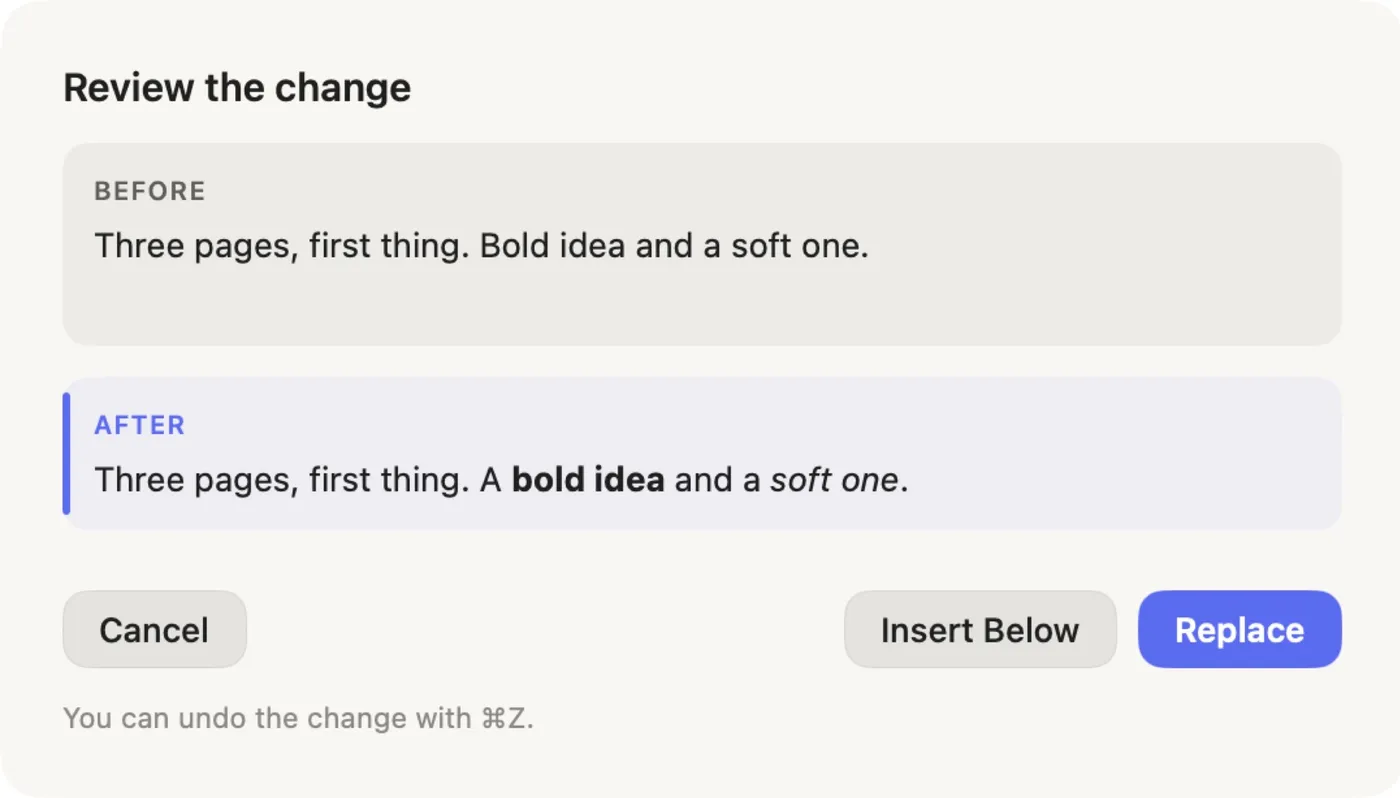 Review the change
BEFORE
Three pages, first thing. Bold idea and a soft one.
AFTER
Three pages, first thing. A bold idea and a soft one.
Cancel
Insert Below
Replace
You can undo the change with ⌘Z.